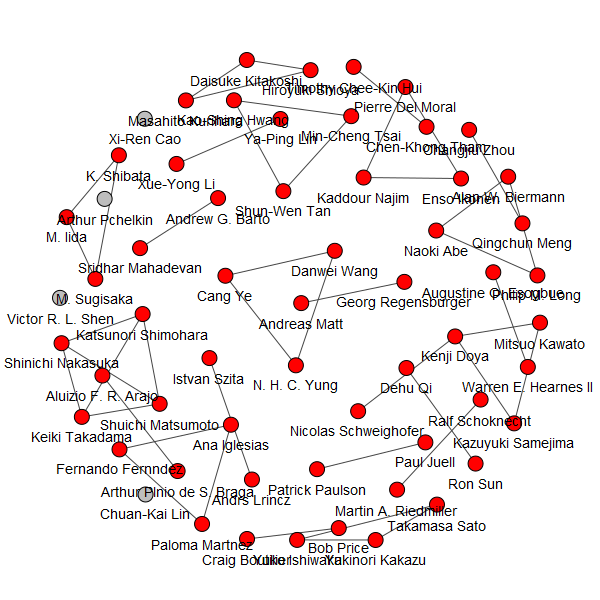 Daisuke Kitakoshi
Hiroyuki Shioya
Timothy Chee-Kin Hui
Pierre Del Moral
Masahito Kurihara
Kao-Shing Hwang
Xi-Ren Cao
Ya-Ping Lin
Min-Cheng Tsai
Chen-Khong Tham
Changjiu Zhou
K. Shibata
Xue-Yong Li
Shun-Wen Tan
Kaddour Najim
Enso Ikonen
Alan W. Biermann
Arthur Pchelkin
Andrew G. Barto
M. Iida
Naoki Abe
Qingchun Meng
Sridhar Mahadevan
Danwei Wang
M. Sugisaka
Cang Ye
Georg Regensburger
Augustine O. Esogbue
Philip M. Long
Victor R. L. Shen
Andreas Matt
Katsunori Shimohara
Mitsuo Kawato
Shinichi Nakasuka
Kenji Doya
Istvan Szita
N. H. C. Yung
Dehu Qi
Warren E. Hearnes II
Aluizio F. R. Arajo
Shuichi Matsumoto
Nicolas Schweighofer
Ralf Schoknecht
Keiki Takadama
Ana Iglesias
Kazuyuki Samejima
Fernando Fernndez
Paul Juell
Arthur Plnio de S. Braga
Andrs Lrincz
Patrick Paulson
Ron Sun
Chuan-Kai Lin
Martin A. Riedmiller
Takamasa Sato
Paloma Martnez
Bob Price
Craig Boutilier
Yukinori Kakazu